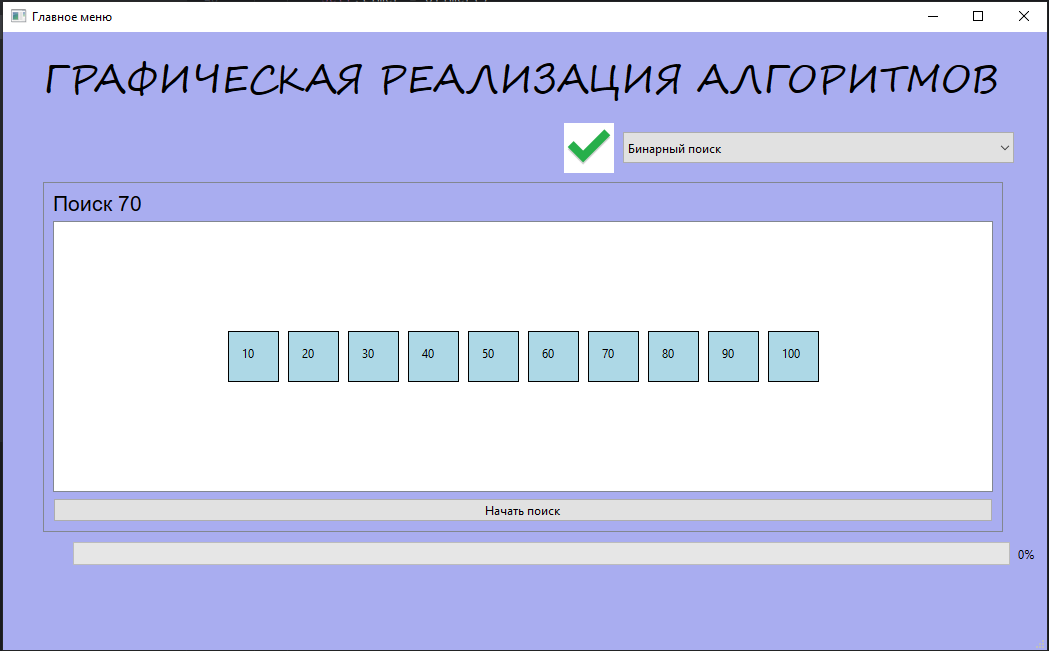 Главное меню
ГРАФИЧЕСКАЯ РЕАЛИЗАЦИЯ АЛГОРИТМОВ
Бинарный поиск
Поиск 70
10 20 30 40 50 60 70 80 90 100
Начать поиск
0%